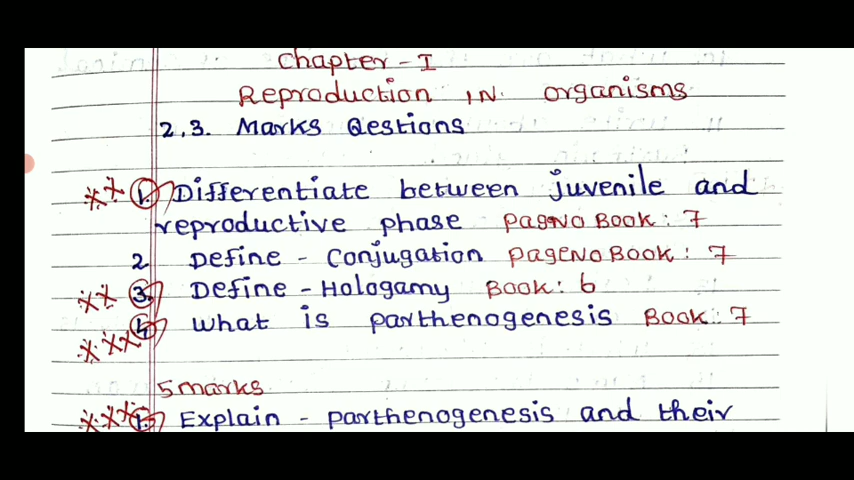 Chapter - I
Reproduction IN organisms
2,3. Marks Qestions
** 1. Differentiate between juvenile and
reproductive phase PagNO BOOK: 7
2 Define - Conjugation PageNO BOOK: 7
** 3. Define - Hologamy BOOK: 6
*** 4. what is parthenogenesis BOOK: 7
5 marks
*** 1. Explain - parthenogenesis and their